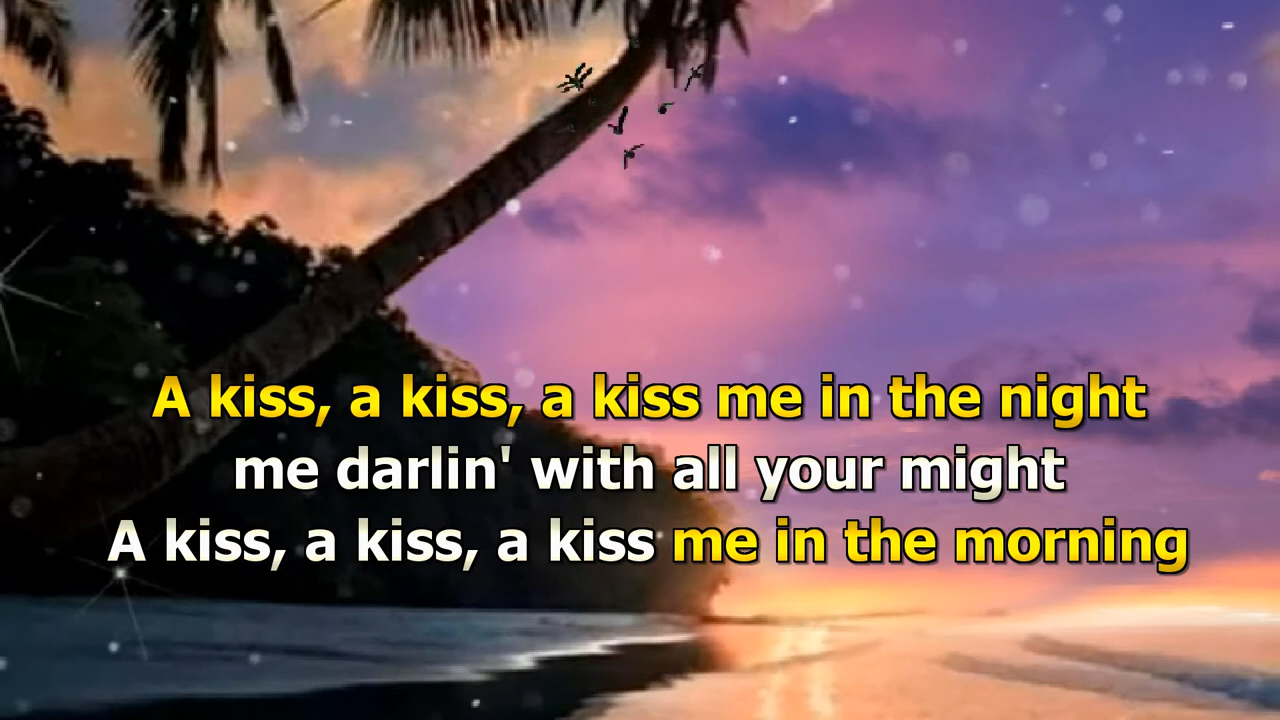 A kiss, a kiss, a kiss me in the night
me darlin' with all your might
A kiss, a kiss, a kiss me in the morning